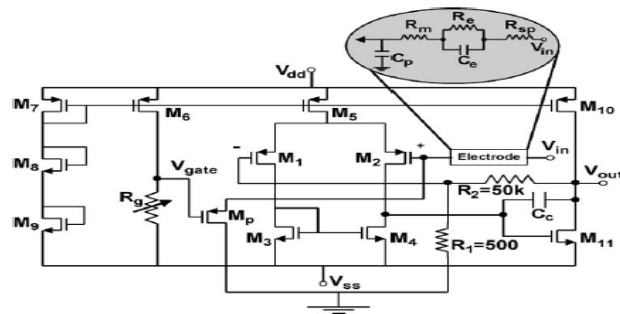 Re
Rm
Rsp
Vin
Cp
Ce
Vdd
M7
M6
M5
M10
M8
Vgate
-
M1
M2
+
Electrode
Vin
Vout
R2=50k
Rg
Mp
Cc
M9
M3
M4
R1=500
M11
Vss